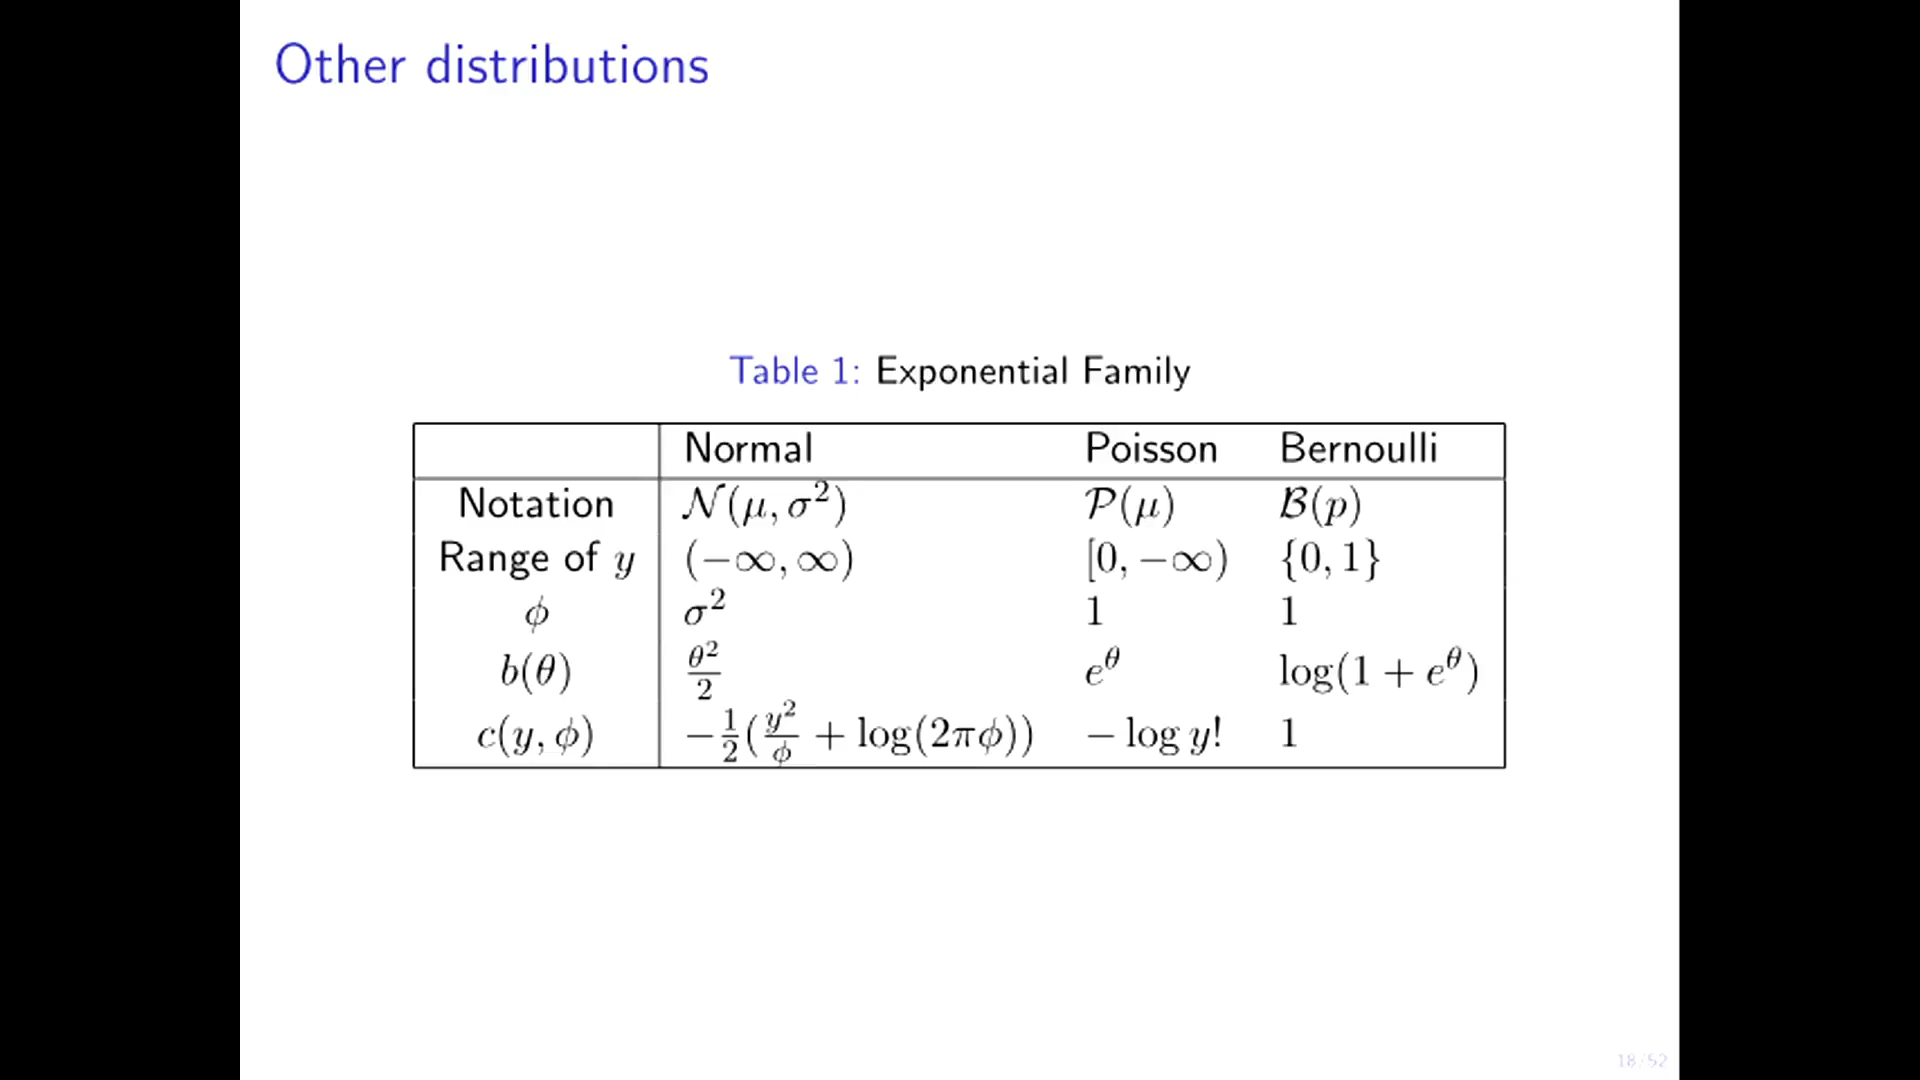 Other distributions
Table 1: Exponential Family
Normal Poisson Bernoulli
Notation 𝒩(μ, σ²) 𝒫(μ) ℬ(p)
Range of y (−∞, ∞) [0, −∞) {0, 1}
ϕ σ² 1 1
b(θ) θ²/2 e^θ log(1 + e^θ)
c(y, ϕ) −1/2(y²/ϕ + log(2πϕ)) − log y! 1
18/52